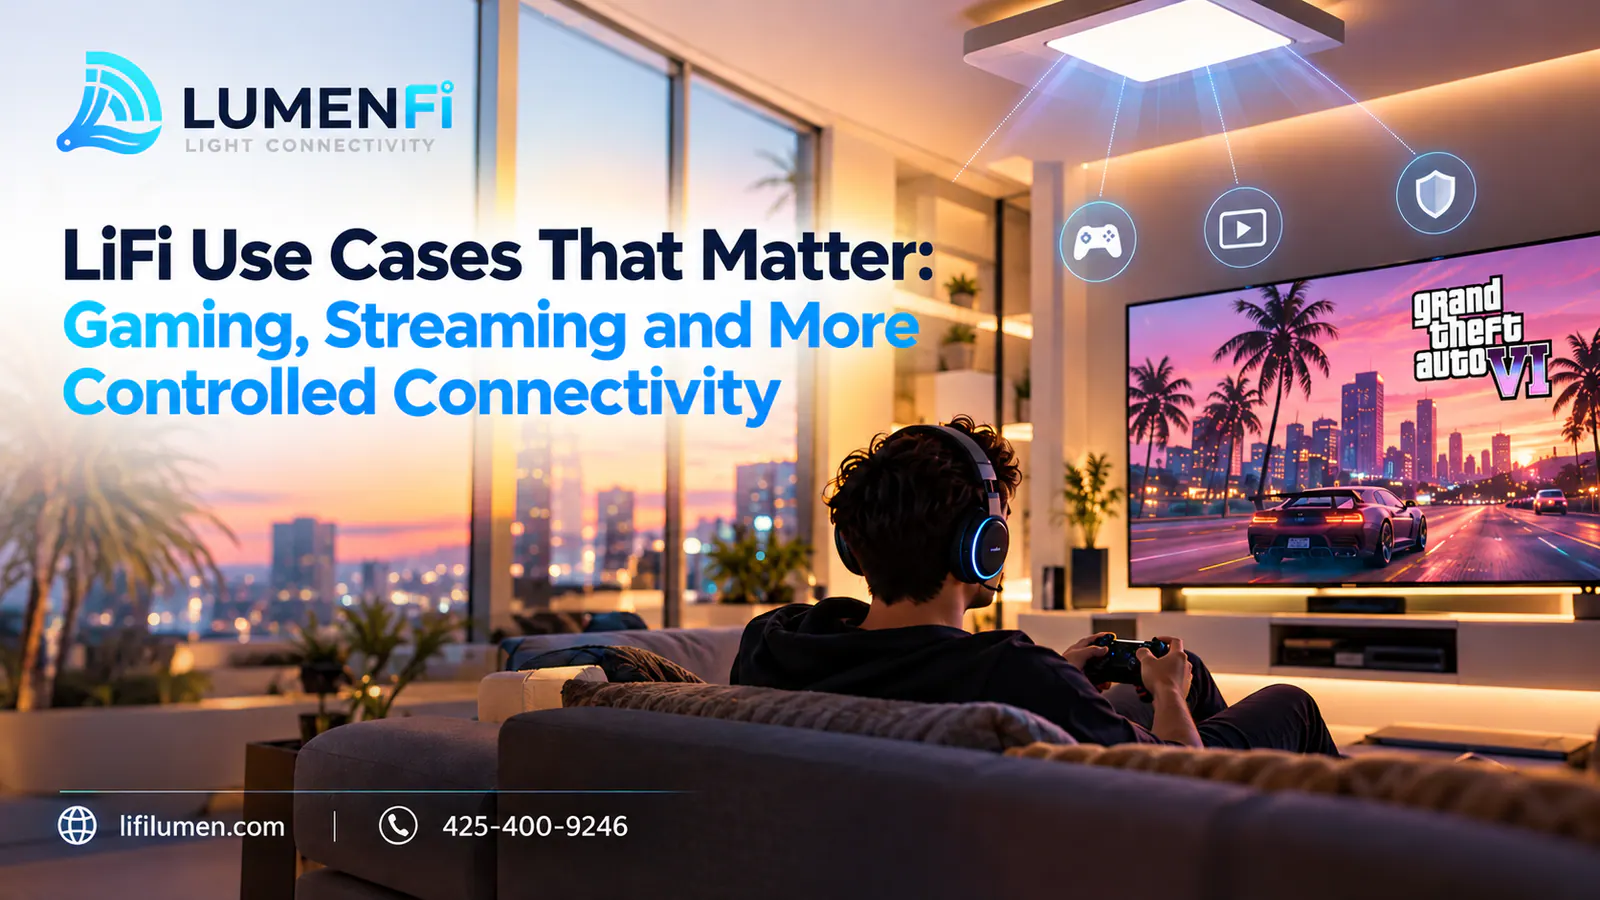 LUMENFi
LIGHT CONNECTIVITY
LiFi Use Cases That Matter:
Gaming, Streaming and More
Controlled Connectivity
grand
theft
auto VI
lifilumen.com
425-400-9246